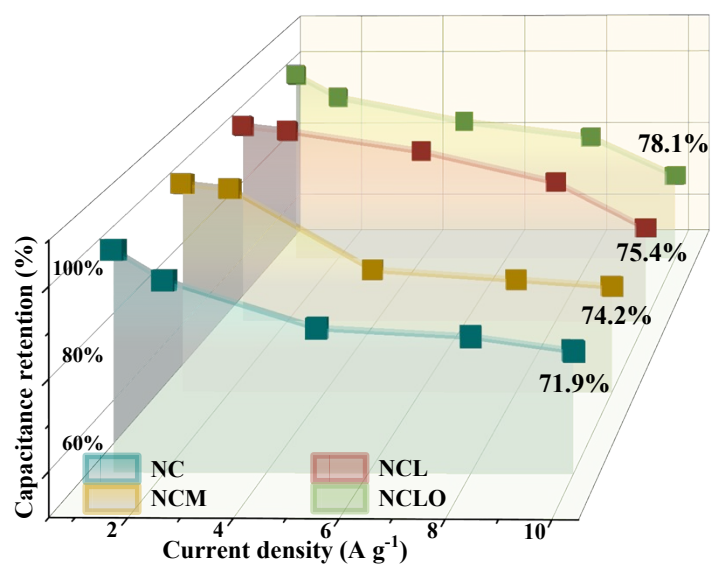 78.1%
75.4%
74.2%
71.9%
Capacitance retention (%)
100%
80%
60%
NC
NCL
NCM
NCLO
2 4 6 8 10
Current density (A g⁻¹)